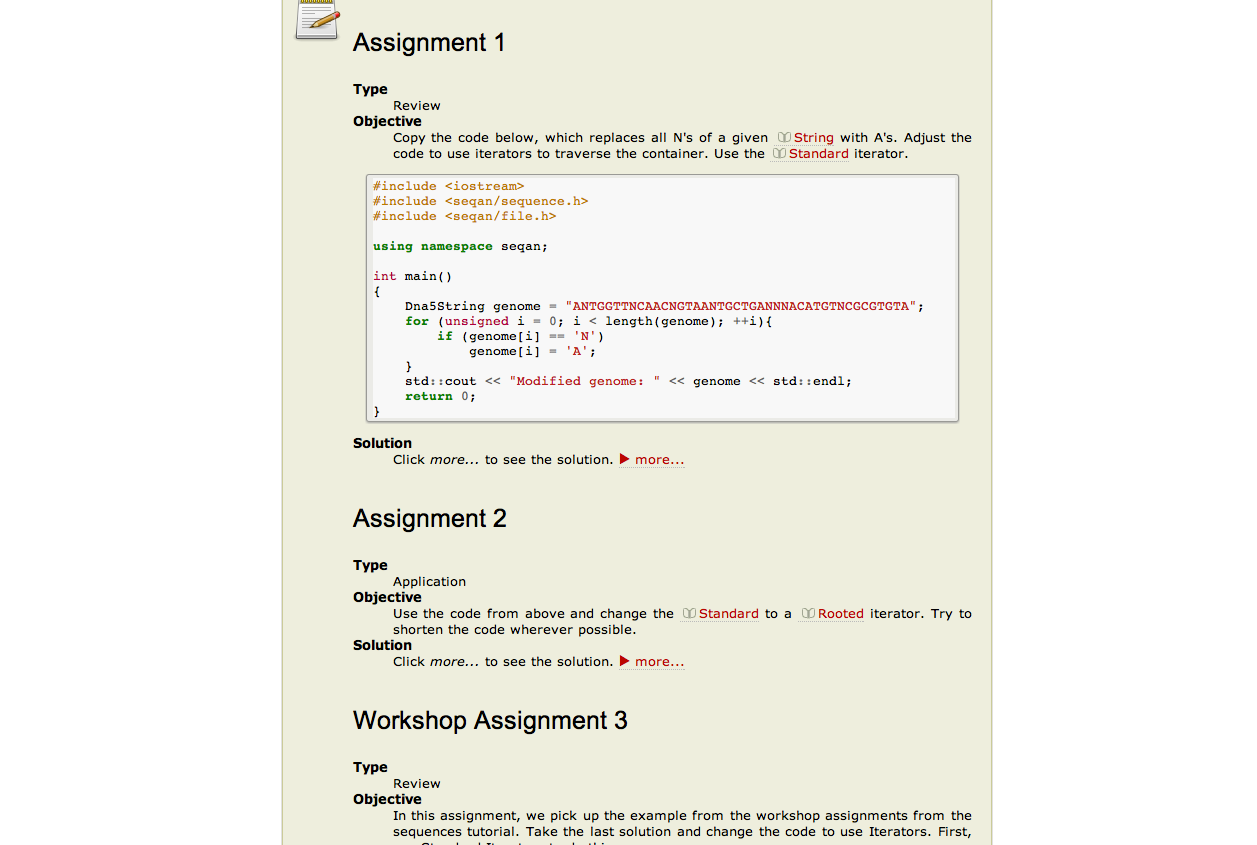 Assignment 1
Type
Review
Objective
Copy the code below, which replaces all N's of a given String with A's. Adjust the
code to use iterators to traverse the container. Use the Standard iterator.
#include <iostream>
#include <seqan/sequence.h>
#include <seqan/file.h>
using namespace seqan;
int main()
{
Dna5String genome = "ANTGGTTNCAACNGTAANTGCTGANNNACATGTNCGCGTGTA";
for (unsigned i = 0; i < length(genome); ++i){
if (genome[i] == 'N')
genome[i] = 'A';
}
std::cout << "Modified genome: " << genome << std::endl;
return 0;
}
Solution
Click more... to see the solution. ▶ more...
Assignment 2
Type
Application
Objective
Use the code from above and change the Standard to a Rooted iterator. Try to
shorten the code wherever possible.
Solution
Click more... to see the solution. ▶ more...
Workshop Assignment 3
Type
Review
Objective
In this assignment, we pick up the example from the workshop assignments from the
sequences tutorial. Take the last solution and change the code to use Iterators. First,